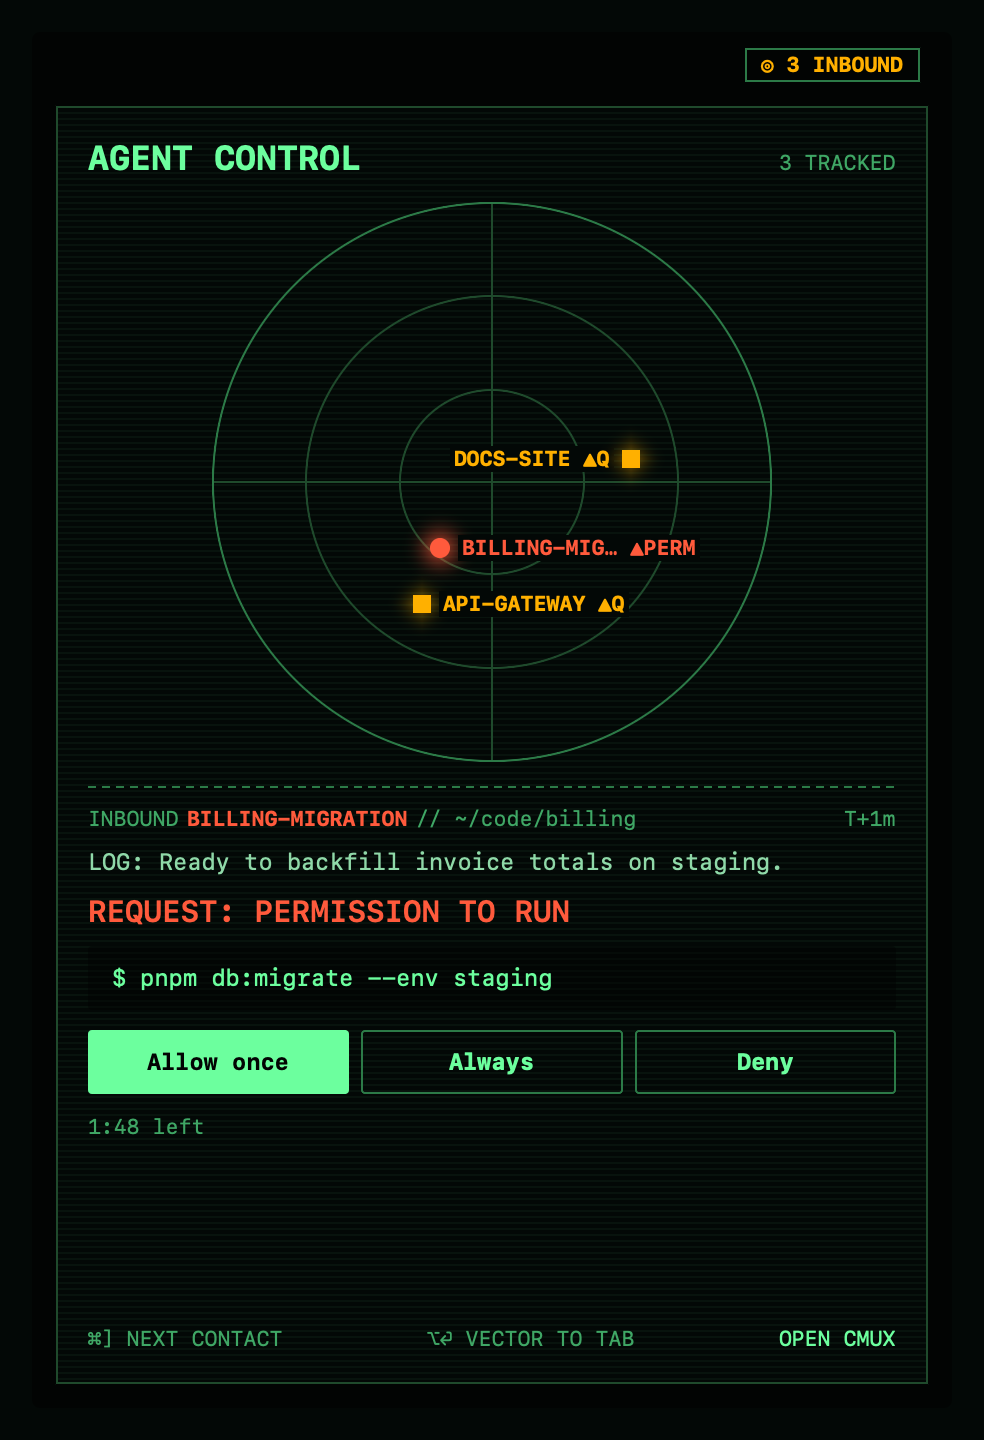 ◎ 3 INBOUND
AGENT CONTROL
3 TRACKED
DOCS-SITE ▲Q
BILLING-MIG… ▲PERM
API-GATEWAY ▲Q
INBOUND BILLING-MIGRATION // ~/code/billing
T+1m
LOG: Ready to backfill invoice totals on staging.
REQUEST: PERMISSION TO RUN
$ pnpm db:migrate --env staging
Allow once
Always
Deny
1:48 left
⌘] NEXT CONTACT
⌥⏎ VECTOR TO TAB
OPEN CMUX